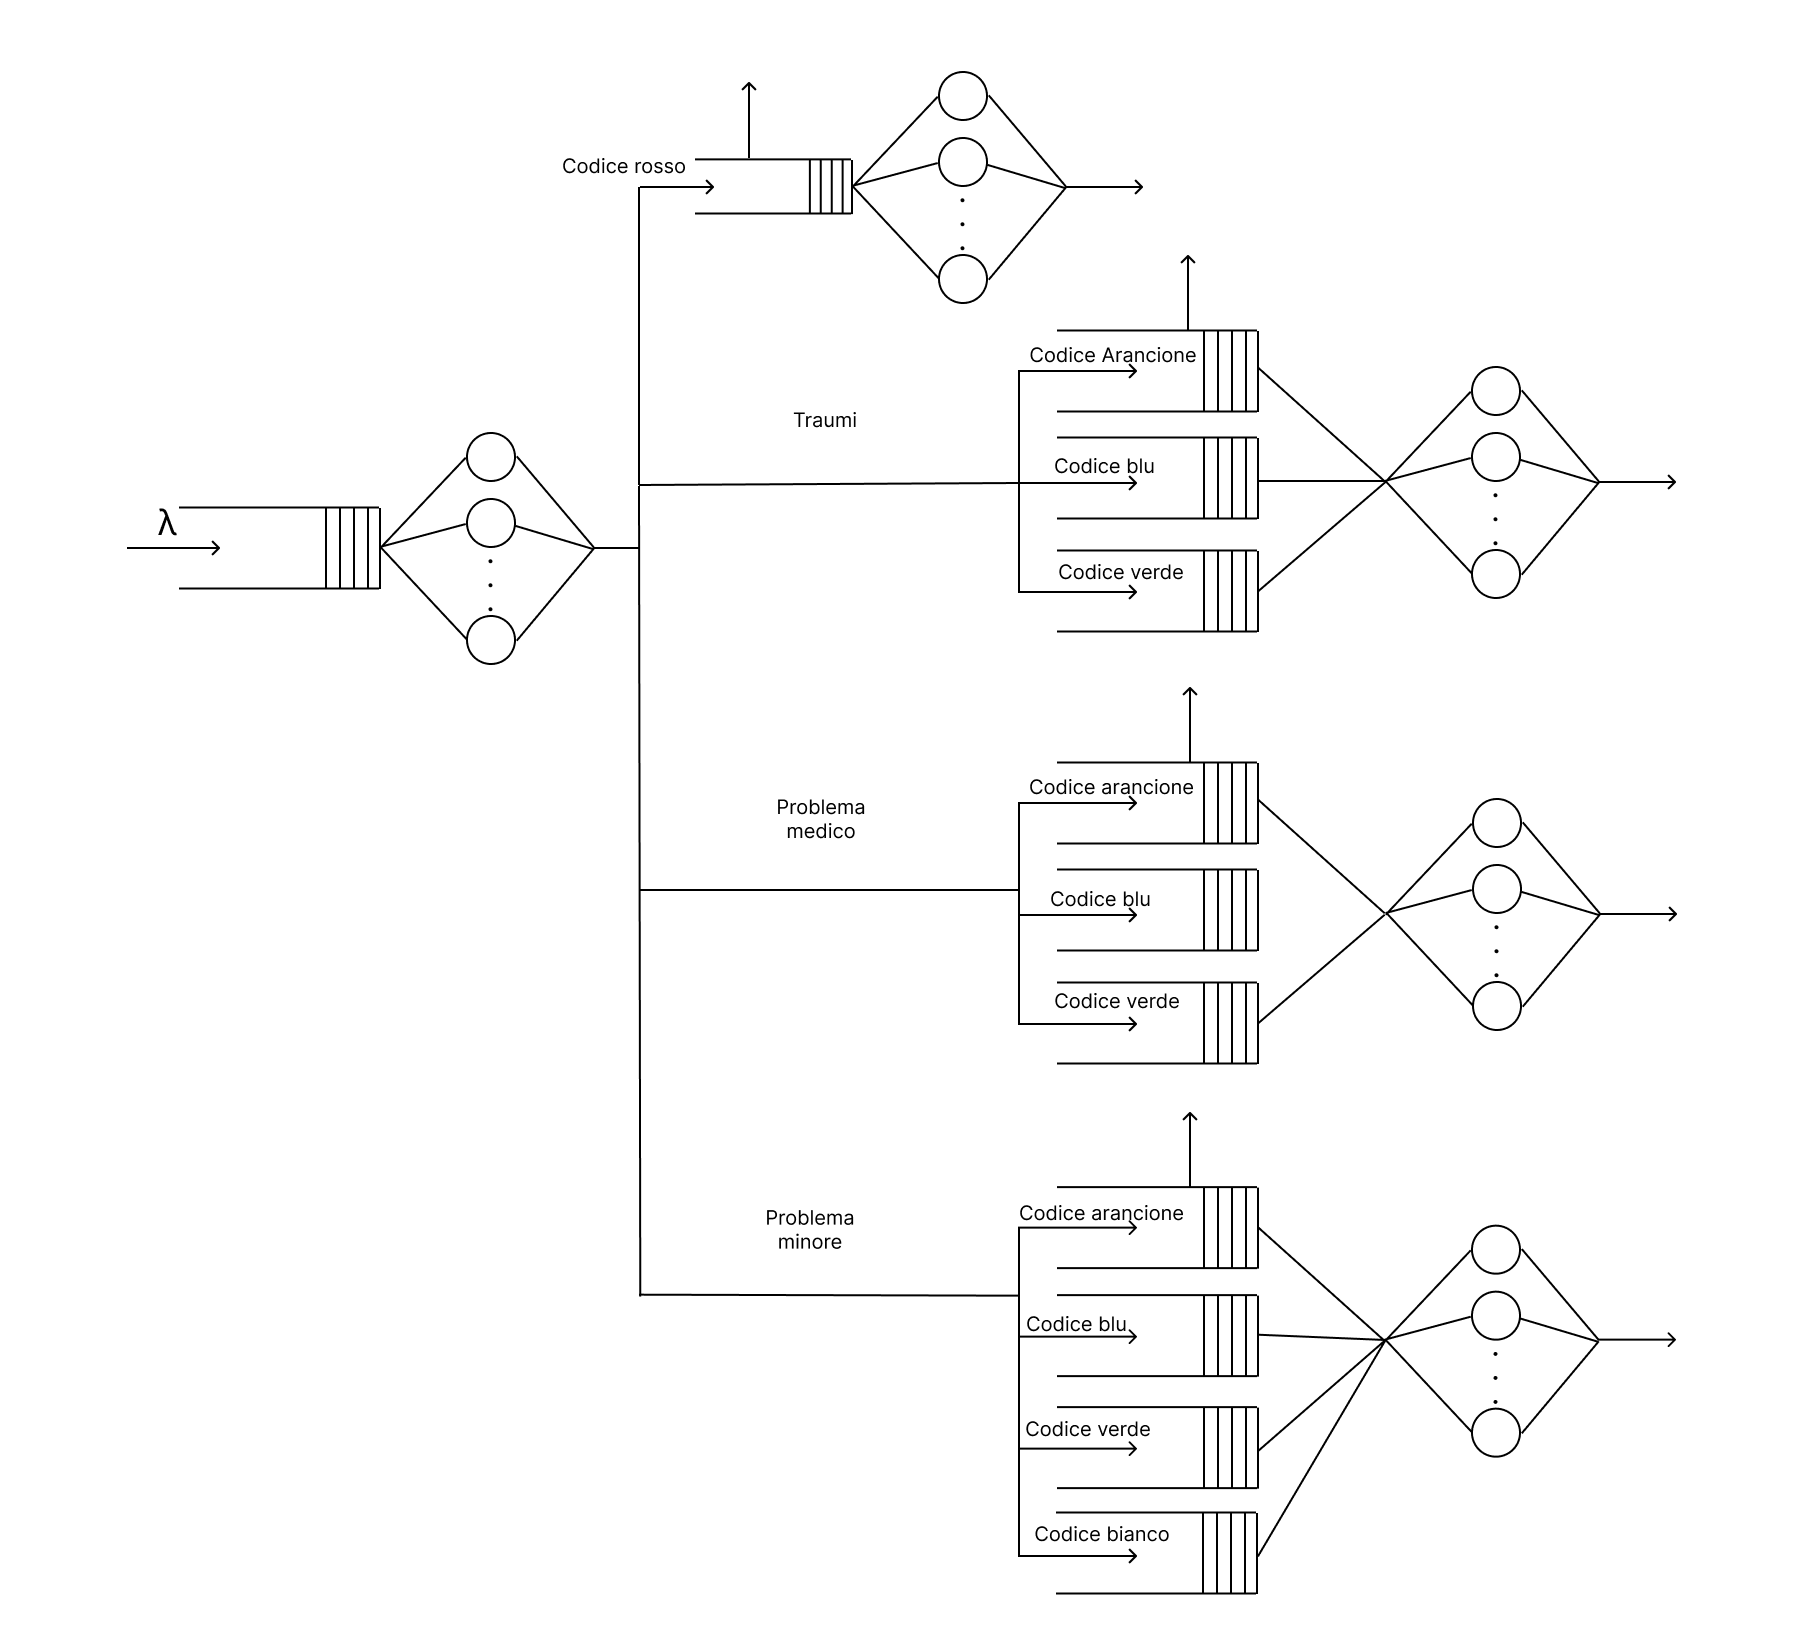 λ
Codice rosso
Traumi
Codice Arancione
Codice blu
Codice verde
Problema
medico
Codice arancione
Codice blu
Codice verde
Problema
minore
Codice arancione
Codice blu
Codice verde
Codice bianco